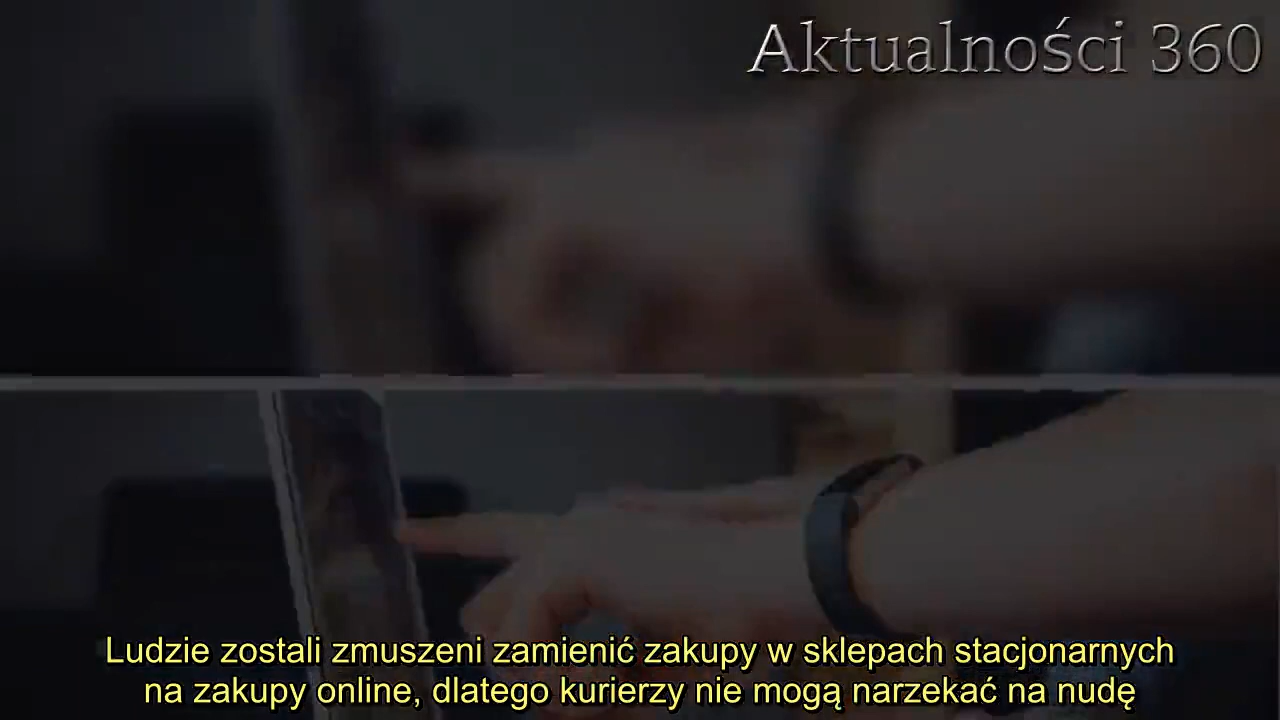 Aktualności 360
Ludzie zostali zmuszeni zamienić zakupy w sklepach stacjonarnych
na zakupy online, dlatego kurierzy nie mogą narzekać na nudę